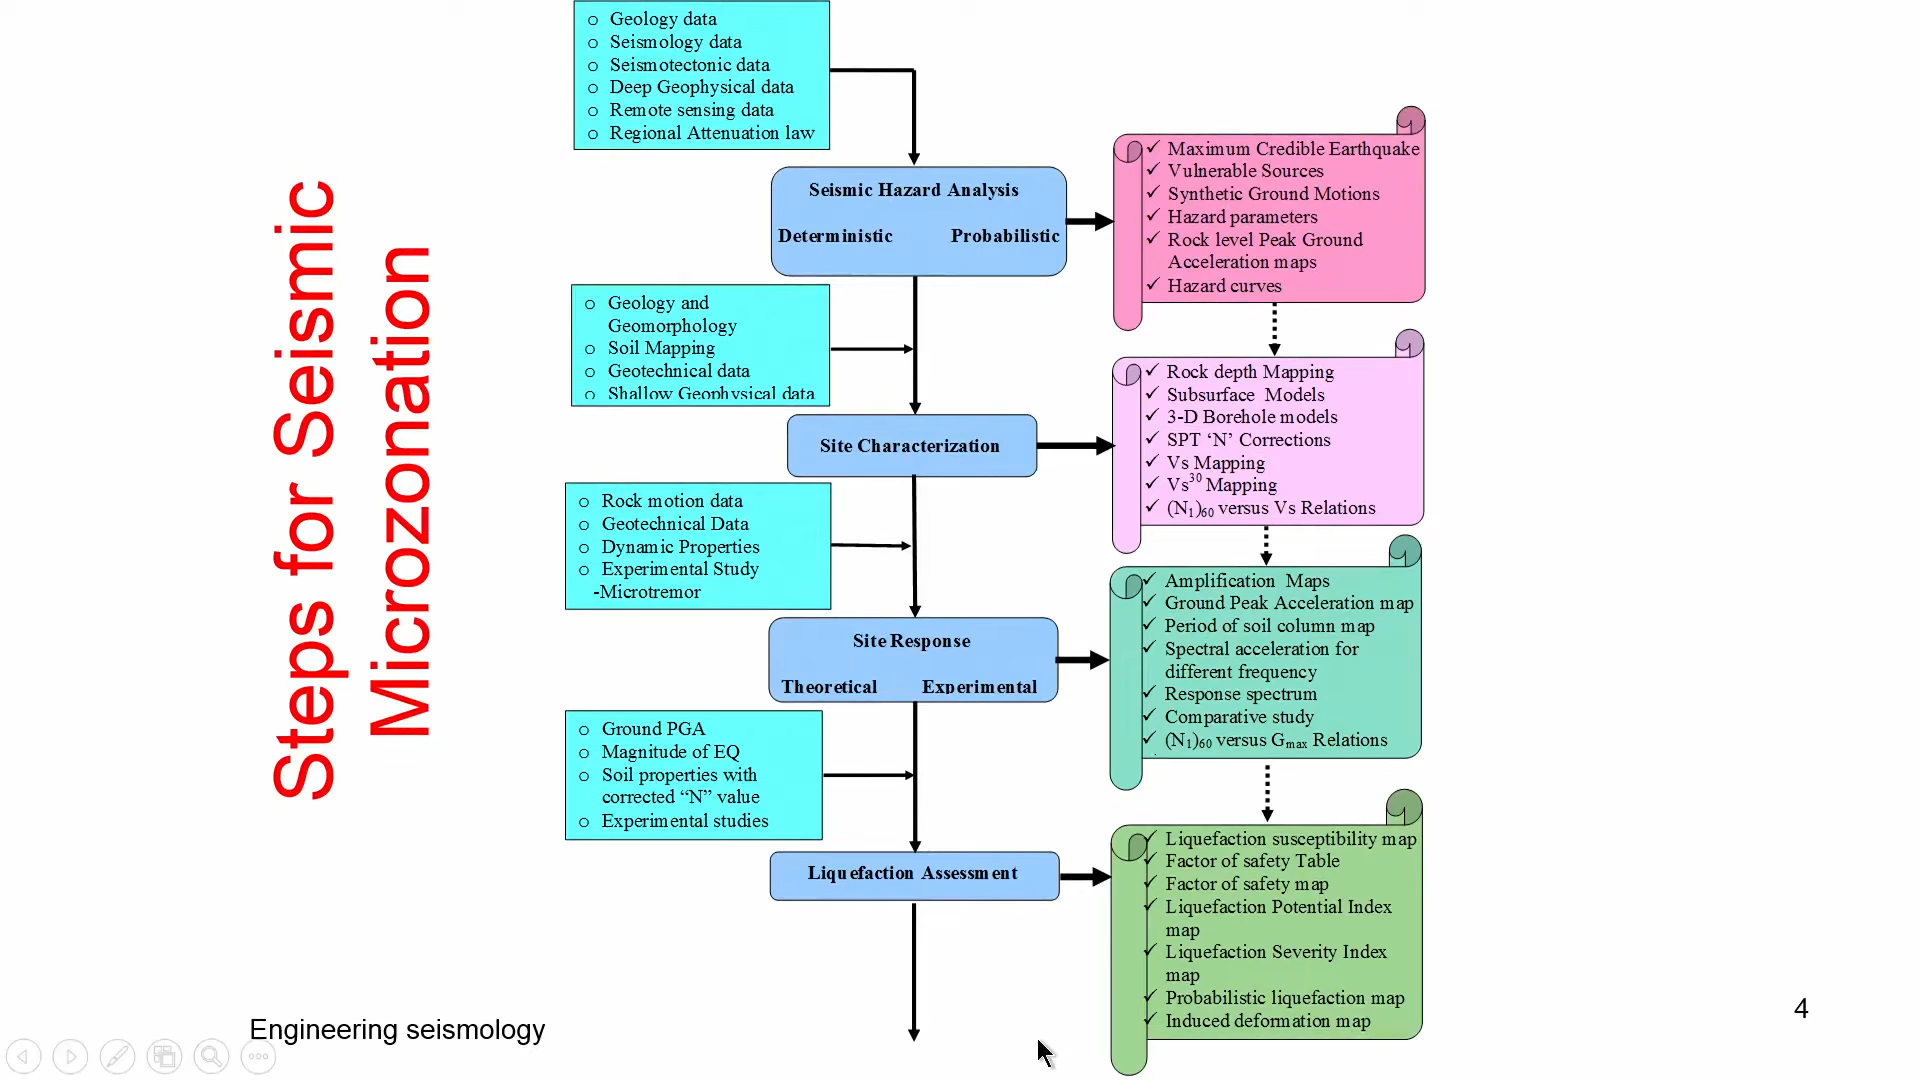 Steps for Seismic
Microzonation
o Geology data
o Seismology data
o Seismotectonic data
o Deep Geophysical data
o Remote sensing data
o Regional Attenuation law
Seismic Hazard Analysis
Deterministic Probabilistic
✓ Maximum Credible Earthquake
✓ Vulnerable Sources
✓ Synthetic Ground Motions
✓ Hazard parameters
✓ Rock level Peak Ground
Acceleration maps
✓ Hazard curves
o Geology and
Geomorphology
o Soil Mapping
o Geotechnical data
o Shallow Geophysical data
Site Characterization
✓ Rock depth Mapping
✓ Subsurface Models
✓ 3-D Borehole models
✓ SPT ‘N’ Corrections
✓ Vs Mapping
✓ Vs³⁰ Mapping
✓ (N₁)₆₀ versus Vs Relations
o Rock motion data
o Geotechnical Data
o Dynamic Properties
o Experimental Study
-Microtremor
Site Response
Theoretical Experimental
✓ Amplification Maps
✓ Ground Peak Acceleration map
✓ Period of soil column map
✓ Spectral acceleration for
different frequency
✓ Response spectrum
✓ Comparative study
✓ (N₁)₆₀ versus Gmax Relations
o Ground PGA
o Magnitude of EQ
o Soil properties with
corrected “N” value
o Experimental studies
Liquefaction Assessment
✓ Liquefaction susceptibility map
✓ Factor of safety Table
✓ Factor of safety map
✓ Liquefaction Potential Index
map
✓ Liquefaction Severity Index
map
✓ Probabilistic liquefaction map
✓ Induced deformation map
Engineering seismology
4